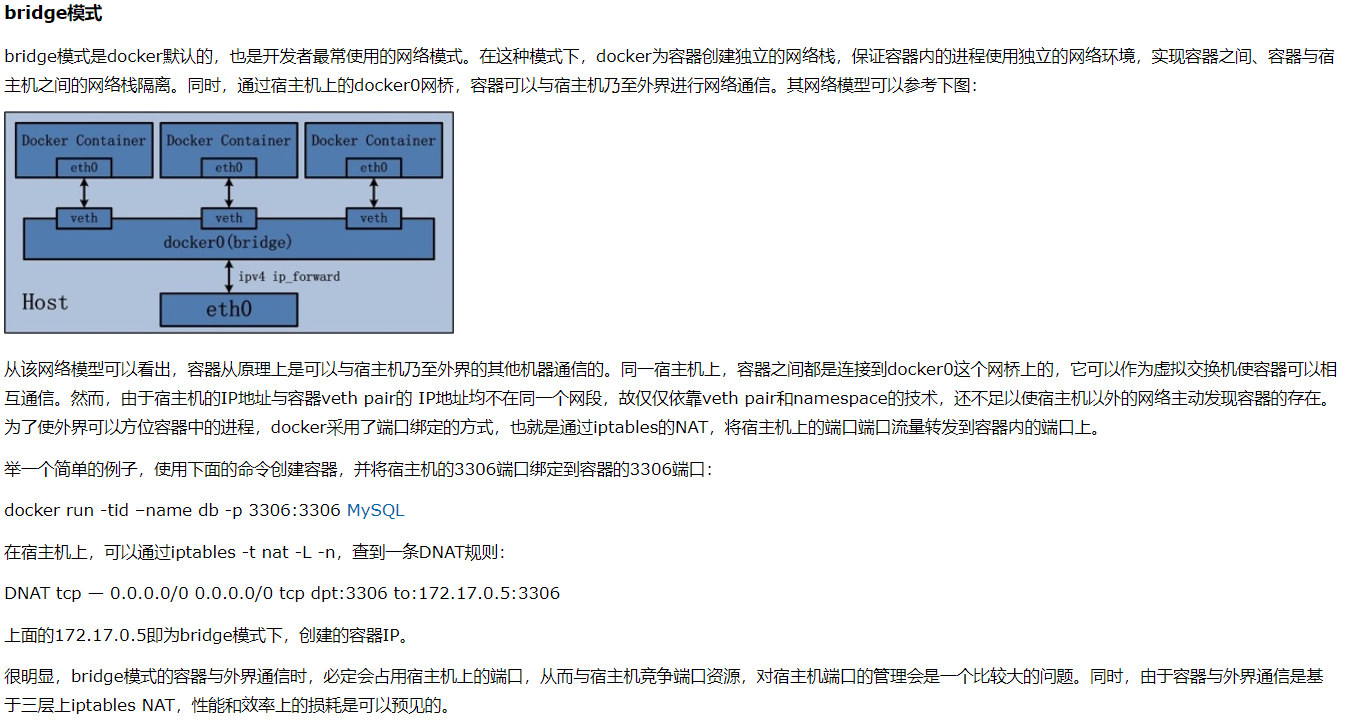 bridge模式
bridge模式是docker默认的，也是开发者最常使用的网络模式。在这种模式下，docker为容器创建独立的网络栈，保证容器内的进程使用独立的网络环境，实现容器之间、容器与宿
主机之间的网络栈隔离。同时，通过宿主机上的docker0网桥，容器可以与宿主机乃至外界进行网络通信。其网络模型可以参考下图：
Docker Container Docker Container Docker Container
eth0 eth0 eth0
veth veth veth
docker0(bridge)
ipv4 ip_forward
Host
eth0
从该网络模型可以看出，容器从原理上是可以与宿主机乃至外界的其他机器通信的。同一宿主机上，容器之间都是连接到docker0这个网桥上的，它可以作为虚拟交换机使容器可以相
互通信。然而，由于宿主机的IP地址与容器veth pair的 IP地址均不在同一个网段，故仅仅依靠veth pair和namespace的技术，还不足以使宿主机以外的网络主动发现容器的存在。
为了使外界可以方位容器中的进程，docker采用了端口绑定的方式，也就是通过iptables的NAT，将宿主机上的端口端口流量转发到容器内的端口上。
举一个简单的例子，使用下面的命令创建容器，并将宿主机的3306端口绑定到容器的3306端口：
docker run -tid –name db -p 3306:3306 MySQL
在宿主机上，可以通过iptables -t nat -L -n，查到一条DNAT规则：
DNAT tcp — 0.0.0.0/0 0.0.0.0/0 tcp dpt:3306 to:172.17.0.5:3306
上面的172.17.0.5即为bridge模式下，创建的容器IP。
很明显，bridge模式的容器与外界通信时，必定会占用宿主机上的端口，从而与宿主机竞争端口资源，对宿主机端口的管理会是一个比较大的问题。同时，由于容器与外界通信是基
于三层上iptables NAT，性能和效率上的损耗是可以预见的。